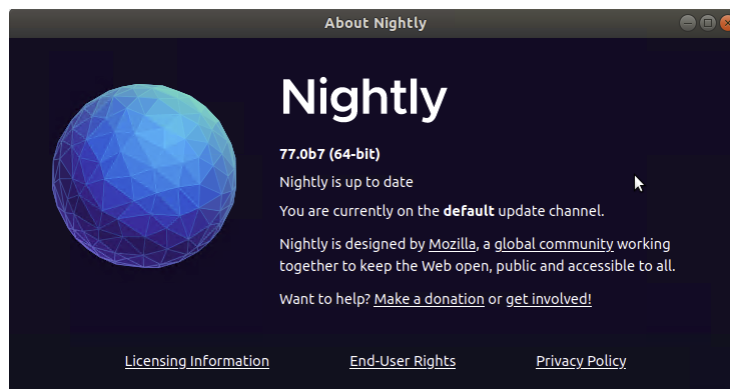 About Nightly
Nightly
77.0b7 (64-bit)
Nightly is up to date
You are currently on the default update channel.
Nightly is designed by Mozilla, a global community working
together to keep the Web open, public and accessible to all.
Want to help? Make a donation or get involved!
Licensing Information End-User Rights Privacy Policy